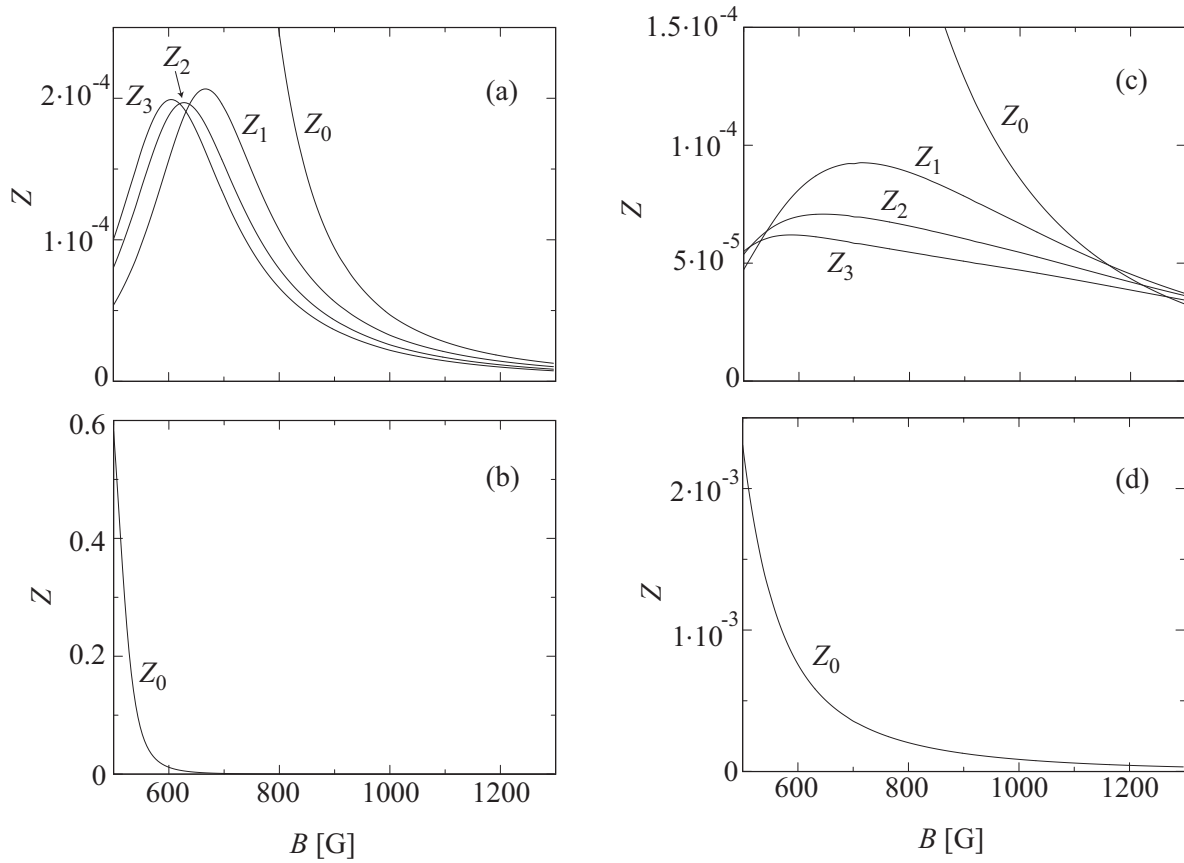 (a)
Z
2·10⁻⁴
1·10⁻⁴
0
Z₃
Z₂
Z₁
Z₀
(c)
Z
1.5·10⁻⁴
1·10⁻⁴
5·10⁻⁵
0
Z₀
Z₁
Z₂
Z₃
(b)
Z
0.6
0.4
0.2
0
Z₀
600 800 1000 1200
B [G]
(d)
Z
2·10⁻³
1·10⁻³
0
Z₀
600 800 1000 1200
B [G]